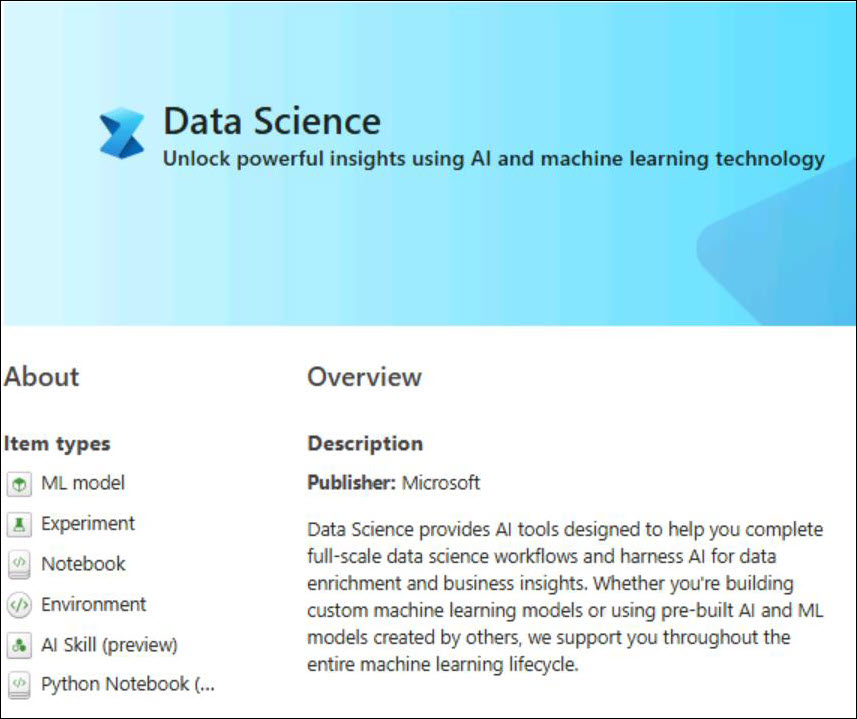 Data Science
Unlock powerful insights using AI and machine learning technology
About
Item types
ML model
Experiment
Notebook
Environment
AI Skill (preview)
Python Notebook (...
Overview
Description
Publisher: Microsoft
Data Science provides AI tools designed to help you complete
full-scale data science workflows and harness AI for data
enrichment and business insights. Whether you're building
custom machine learning models or using pre-built AI and ML
models created by others, we support you throughout the
entire machine learning lifecycle.